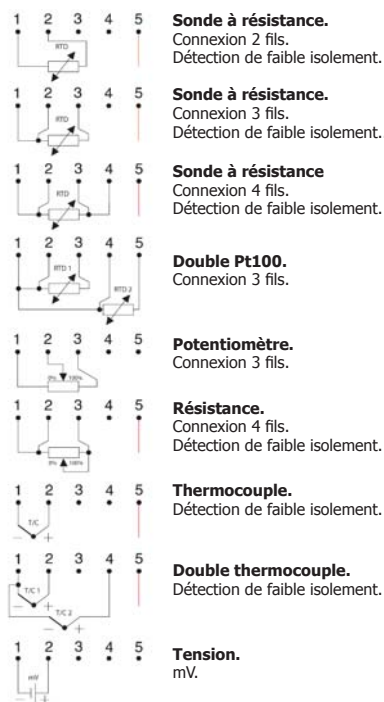 1 2 3 4 5
RTD
Sonde à résistance.
Connexion 2 fils.
Détection de faible isolement.
1 2 3 4 5
RTD
Sonde à résistance.
Connexion 3 fils.
Détection de faible isolement.
1 2 3 4 5
RTD
Sonde à résistance
Connexion 4 fils.
Détection de faible isolement.
1 2 3 4 5
RTD 1
RTD 2
Double Pt100.
Connexion 3 fils.
1 2 3 4 5
0% 100%
Potentiomètre.
Connexion 3 fils.
1 2 3 4 5
0% 100%
Résistance.
Connexion 4 fils.
Détection de faible isolement.
1 2 3 4 5
T/C
− +
Thermocouple.
Détection de faible isolement.
1 2 3 4 5
T/C 1
− +
T/C 2
− +
Double thermocouple.
Détection de faible isolement.
1 2 3 4 5
mV
− +
Tension.
mV.